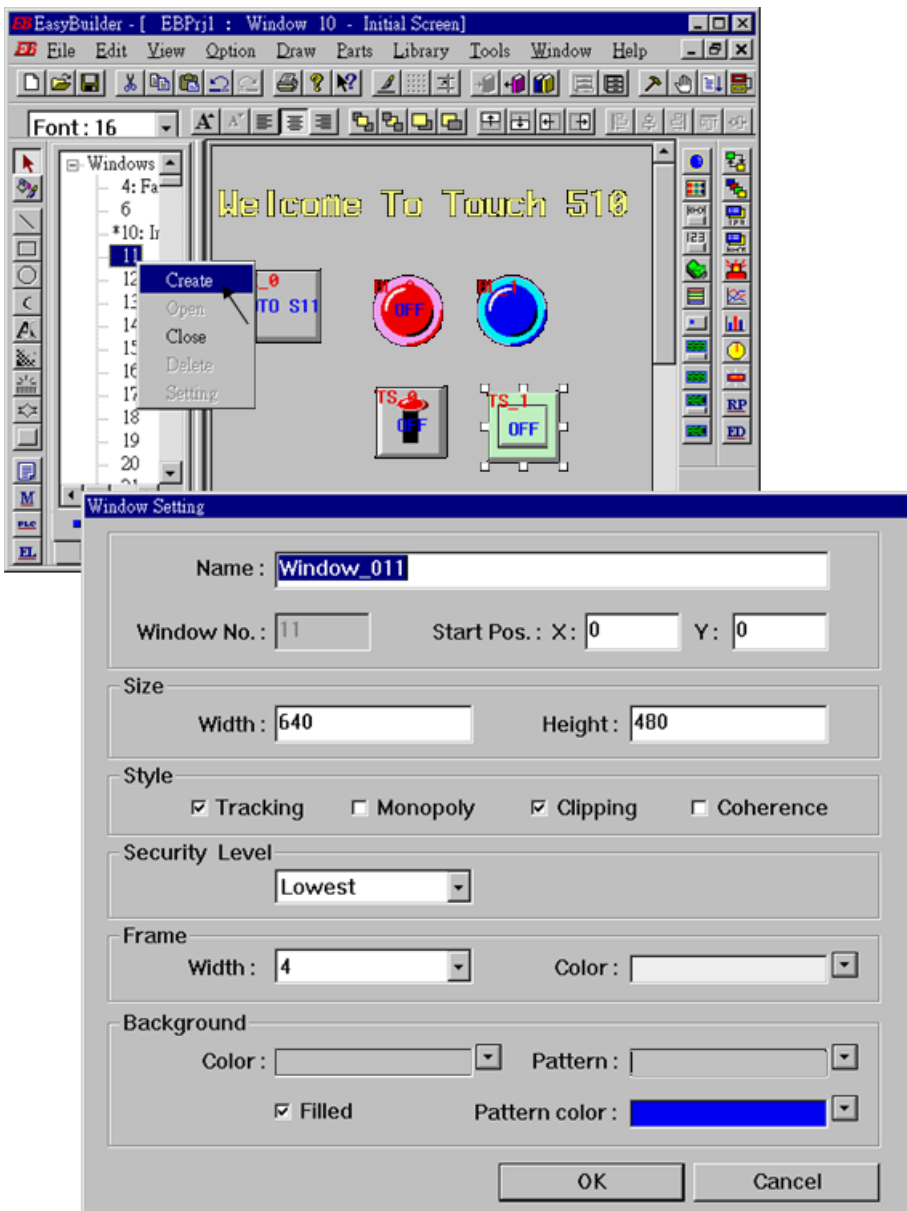 EB EasyBuilder - [ EBPrj1 : Window 10 - Initial Screen]
EB File Edit View Option Draw Parts Library Tools Window Help
Font : 16
Windows
4: Fa
6
*10: In
11
12
13
14
15
16
17
18
19
20
Create
Open
Close
Delete
Setting
Welcome To Touch 510
_0
TO S11
OFF
TS_0
OFF
TS_1
OFF
123
RP
ED
M
PLC
EL
Window Setting
Name : Window_011
Window No. : 11 Start Pos. : X : 0 Y : 0
Size
Width : 640 Height : 480
Style
Tracking Monopoly Clipping Coherence
Security Level
Lowest
Frame
Width : 4 Color :
Background
Color : Pattern :
Filled Pattern color :
OK Cancel